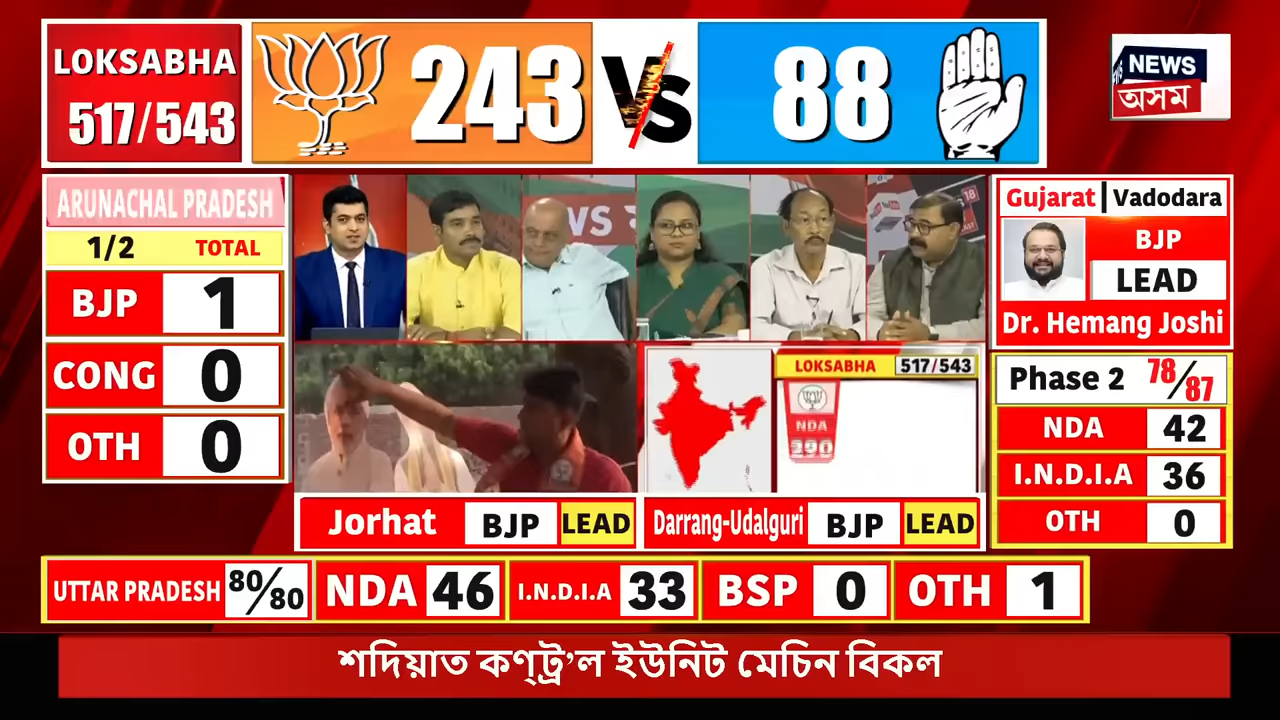 LOKSABHA
517/543
243
VS
88
NEWS
অসম
ARUNACHAL PRADESH
1/2 TOTAL
BJP 1
CONG 0
OTH 0
Gujarat | Vadodara
BJP
LEAD
Dr. Hemang Joshi
Phase 2 78/87
NDA 42
I.N.D.I.A 36
OTH 0
LOKSABHA 517/543
NDA
290
Jorhat BJP LEAD
Darrang-Udalguri BJP LEAD
UTTAR PRADESH 80/80 NDA 46 I.N.D.I.A 33 BSP 0 OTH 1
শদিয়াত কণ্ট্ৰ’ল ইউনিট মেচিন বিকল